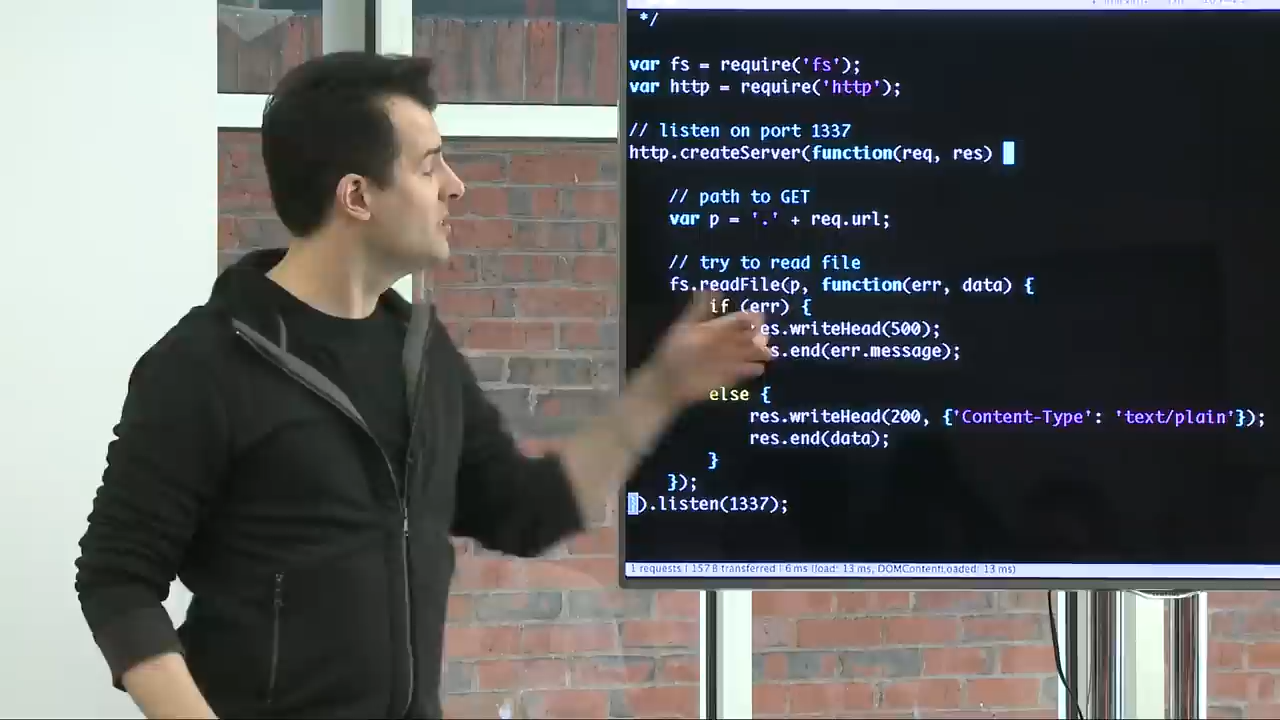 */
var fs = require('fs');
var http = require('http');
// listen on port 1337
http.createServer(function(req, res)
// path to GET
var p = '.' + req.url;
// try to read file
fs.readFile(p, function(err, data) {
if (err) {
res.writeHead(500);
s.end(err.message);
else {
res.writeHead(200, {'Content-Type': 'text/plain'});
res.end(data);
}
});
}).listen(1337);
1 requests | 157 B transferred | 6 ms (load: 13 ms, DOMContentLoaded: 13 ms)